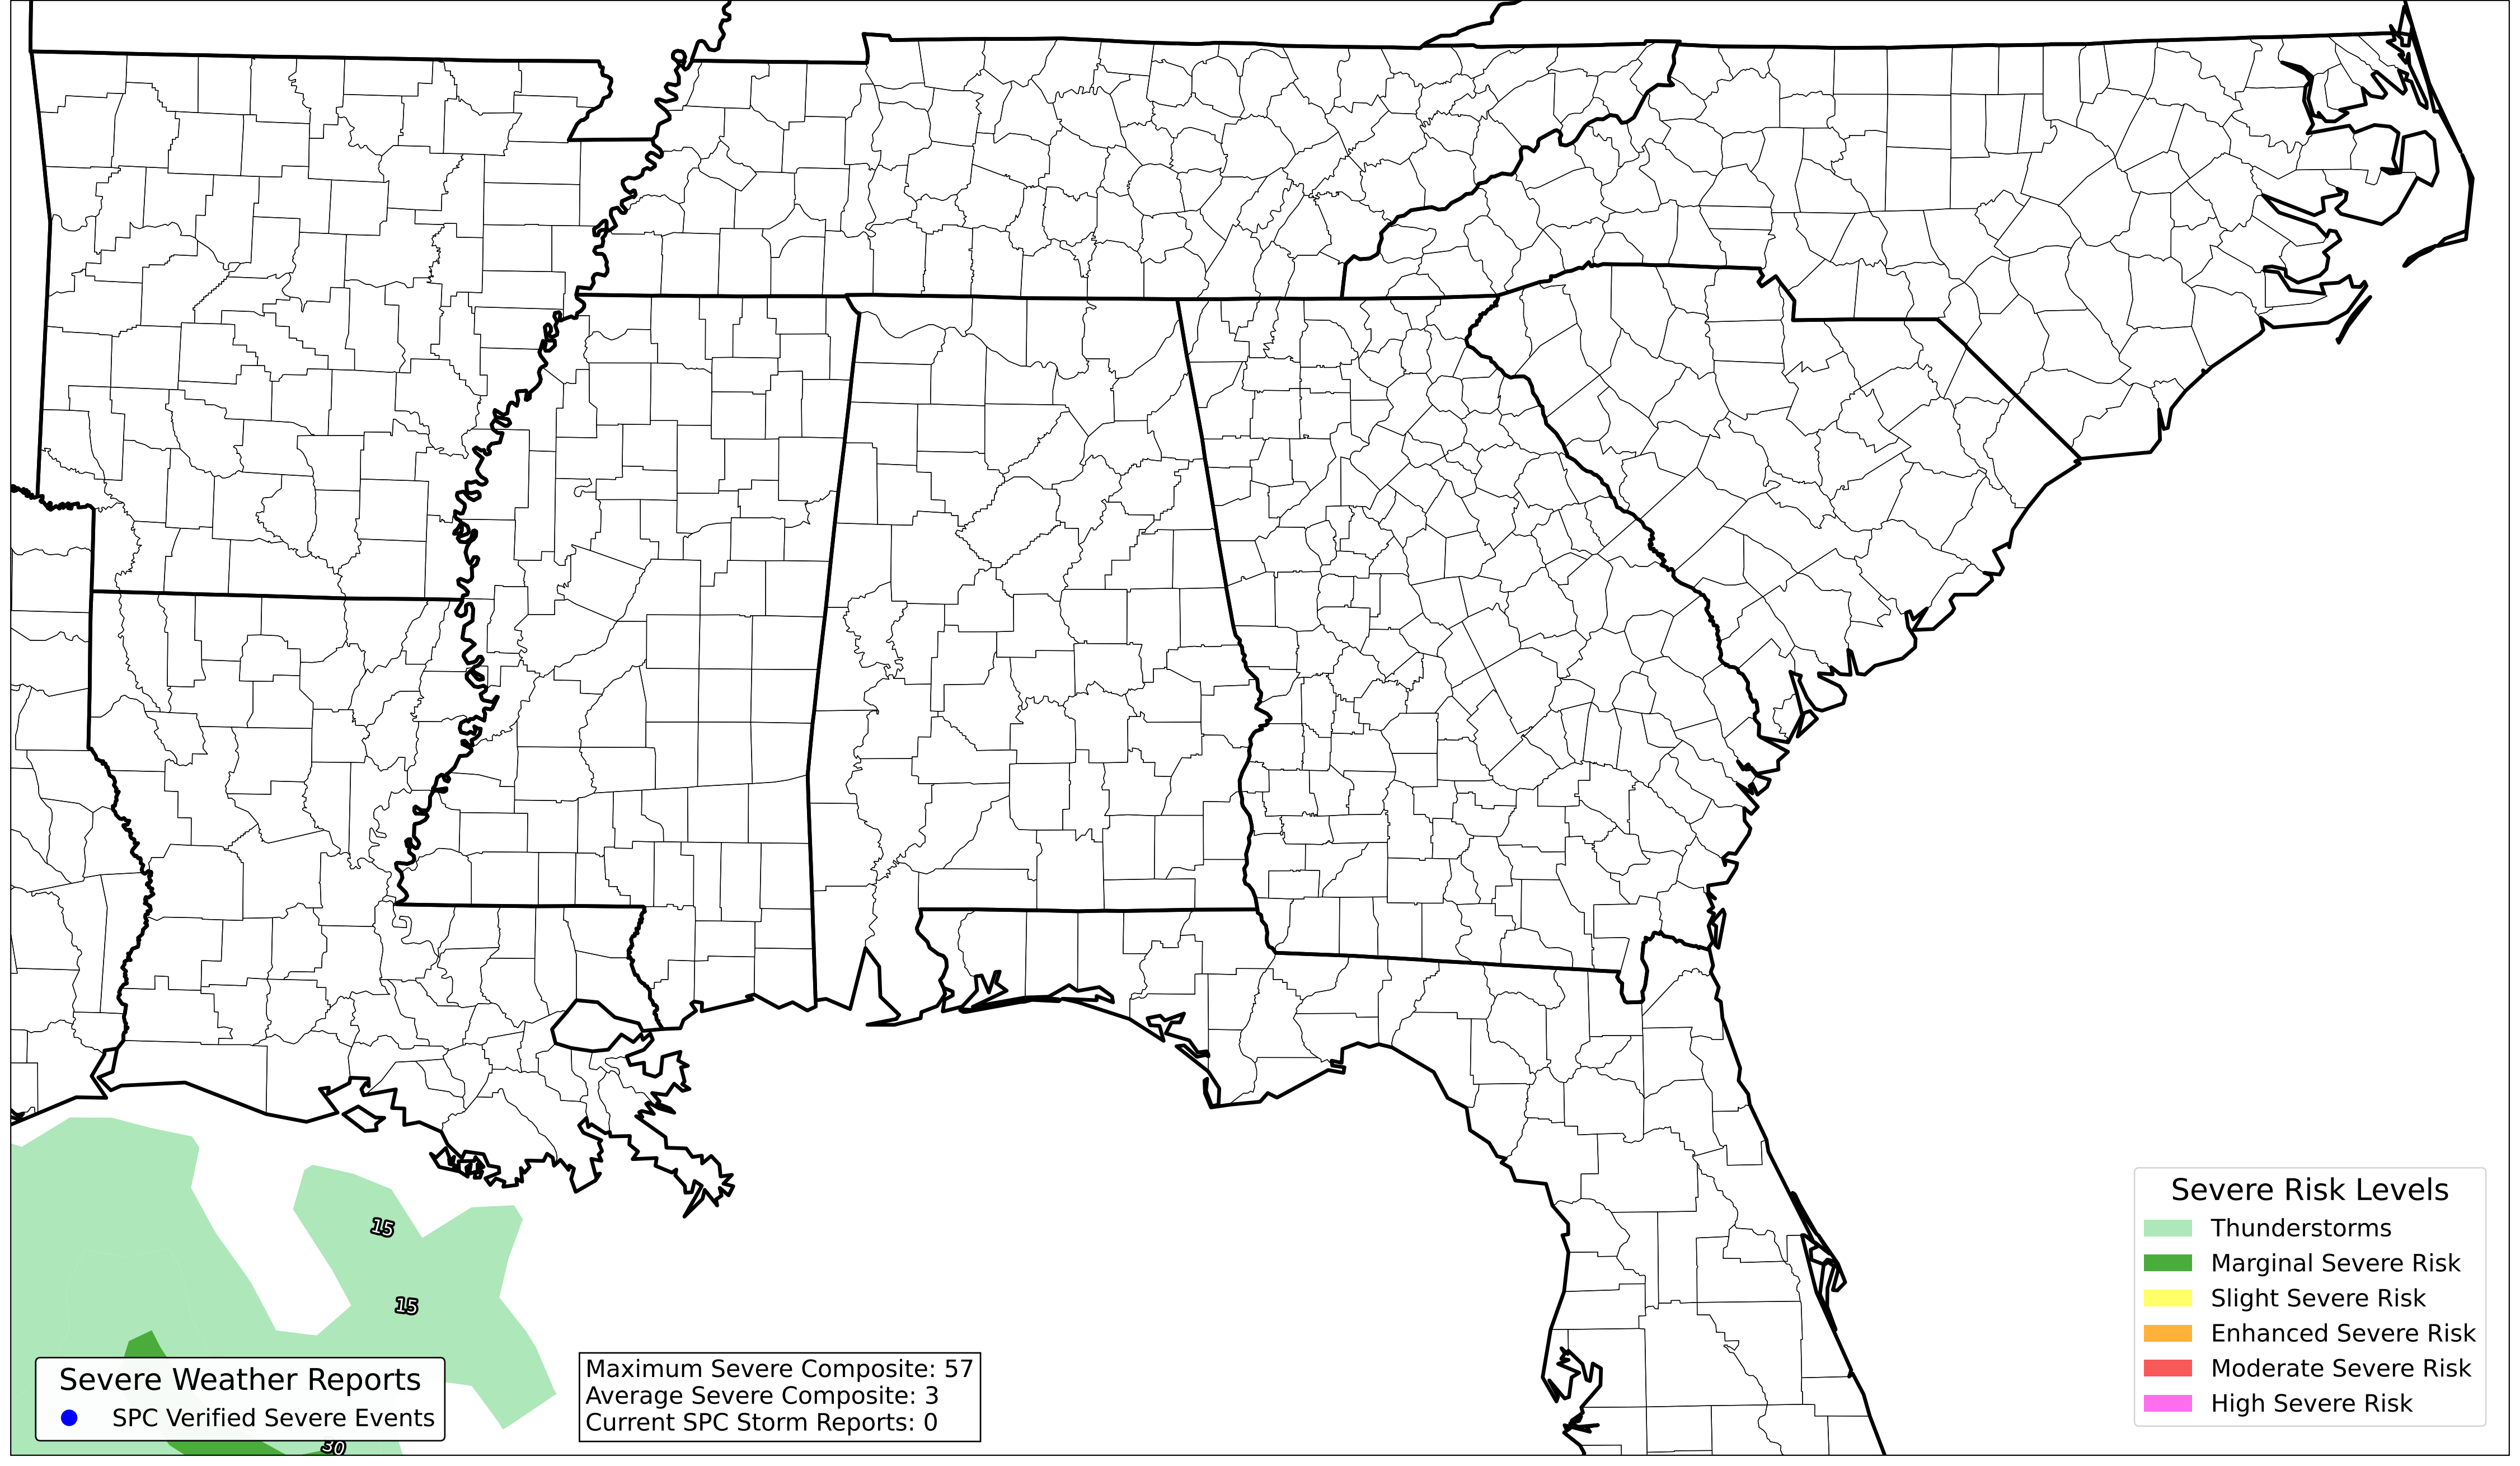 15
15
Severe Risk Levels
Thunderstorms
Marginal Severe Risk
Slight Severe Risk
Enhanced Severe Risk
Moderate Severe Risk
High Severe Risk
Severe Weather Reports
SPC Verified Severe Events
30
Maximum Severe Composite: 57
Average Severe Composite: 3
Current SPC Storm Reports: 0